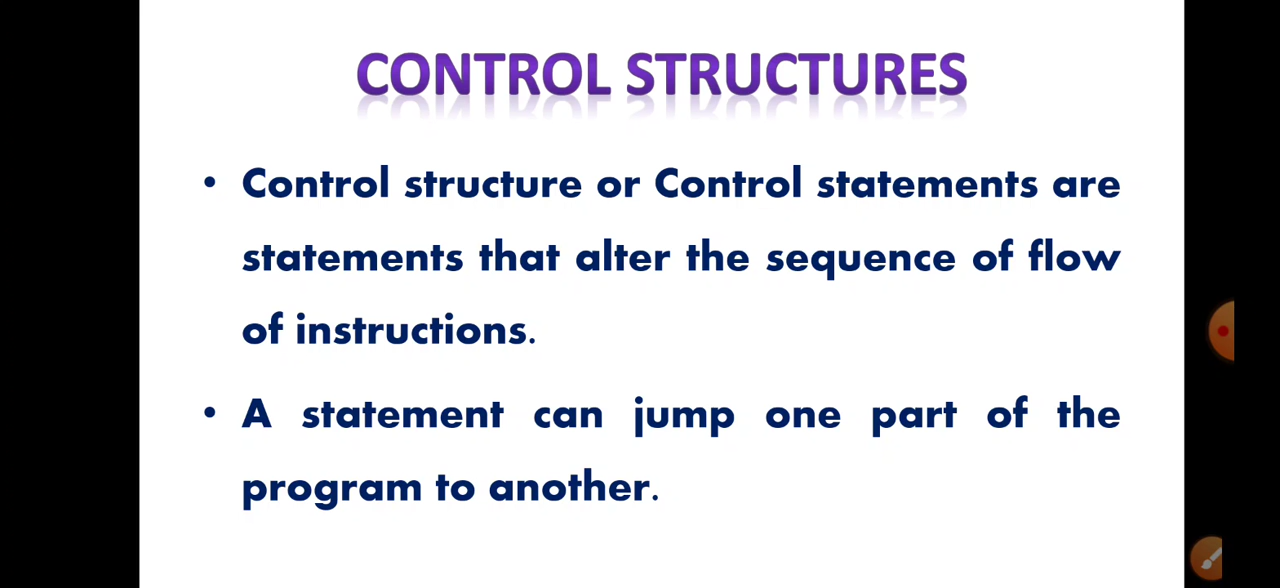 CONTROL STRUCTURES
• Control structure or Control statements are
statements that alter the sequence of flow
of instructions.
• A statement can jump one part of the
program to another.